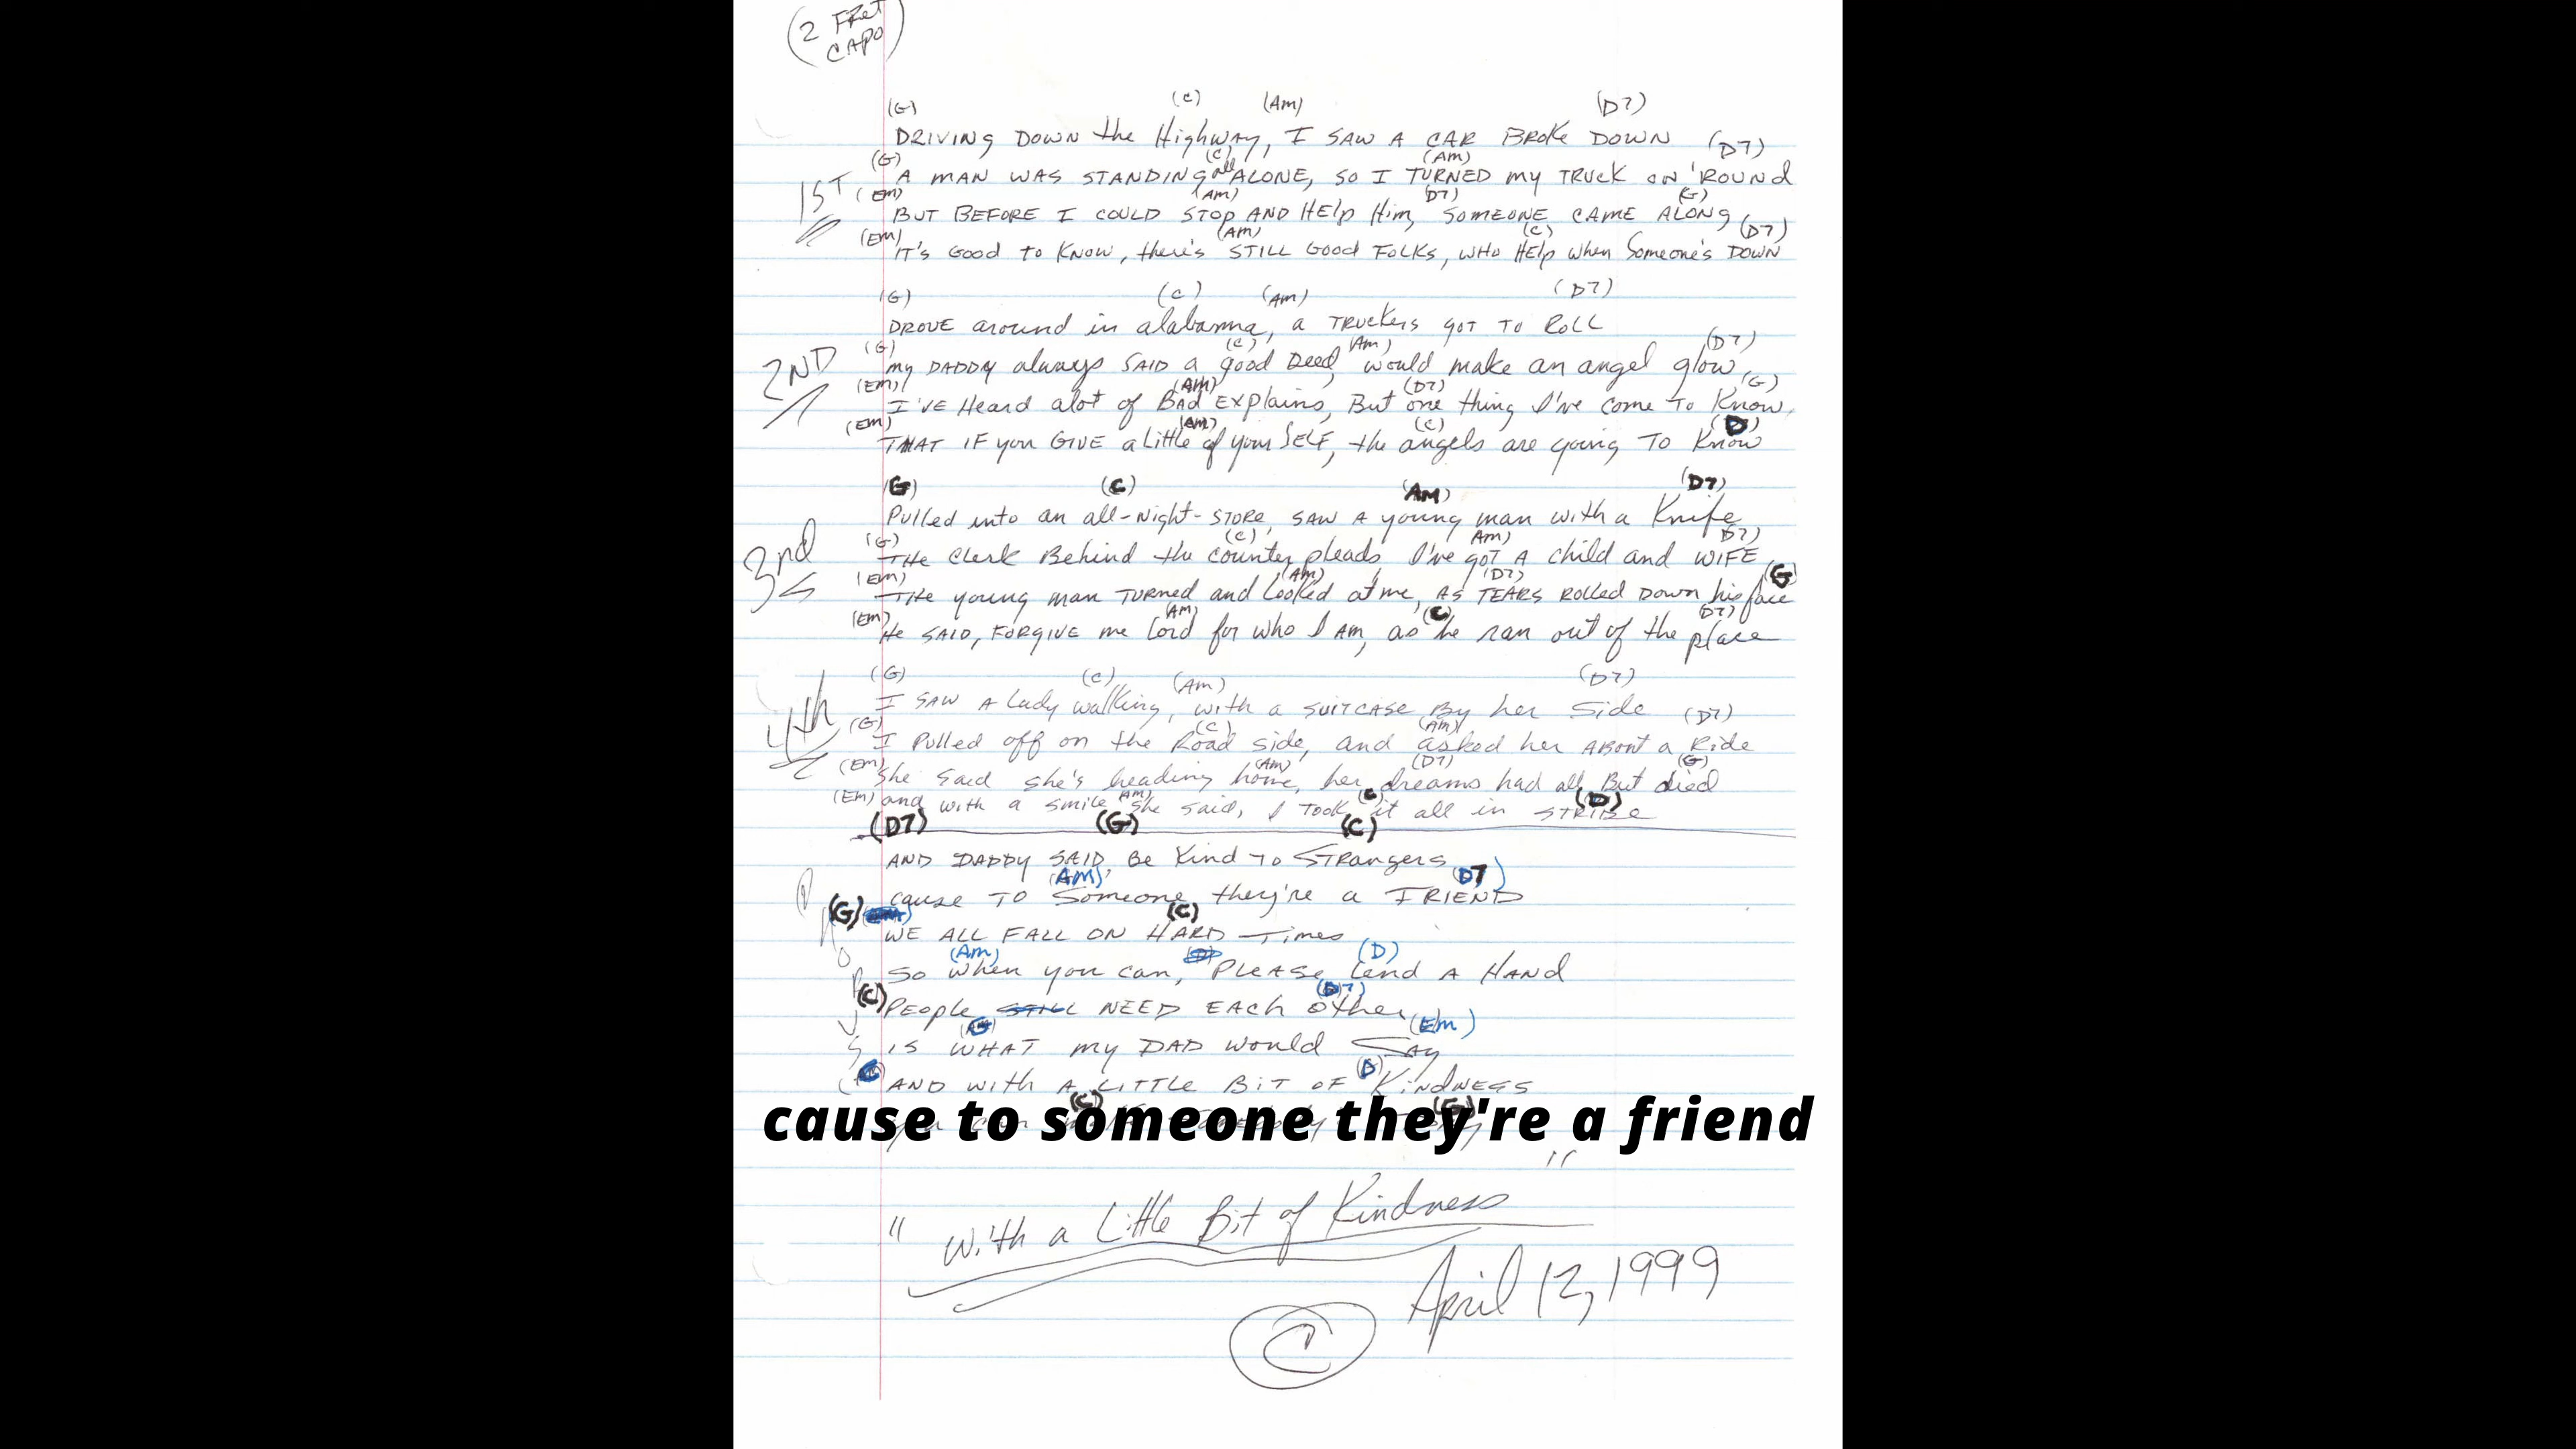 (2 FRET
CAPO)
(G) (C) (Am) (D7)
DRIVING DOWN the Highway, I SAW A CAR BROKE DOWN (D7)
(G) (C) (Am)
A MAN WAS STANDING all ALONE, SO I TURNED my TRUCK ON 'ROUND
1ST (Em) (Am) (D7) (G)
BUT BEFORE I COULD STOP AND HElp Him, SOMEONE CAME ALONg (D7)
(Em) (Am) (C)
IT'S Good To KNOW, there's STILL Good FOLKS, WHO HElp when Someone's DOWN
(G) (C) (Am) (D7)
DROVE around in alabamna, a TRUCKERS GOT TO ROLL
2ND (G) (C) (Am) (D7)
my DADDY always SAID a good DEED would make an angel glow
(Em) (Am) (D7) (G)
I'VE Heard alot of BAD EXplains, But one thing I've come To Know,
(Em) (Am) (C) (D)
THAT IF you GIVE a Little of your SELF, the angels are going TO Know
(G) (C) (Am) (D7)
Pulled into an all-Night-STORE, SAW A young man with a Knife
3rd (G) (C) (Am) (D7)
THE Clerk Behind the counter pleads, I've got A child and WIFE
(Em) (Am) (D7) (G)
THE young man TURNED and Looked at me, AS TEARS ROLLED DOWN his face
(Em) (Am) (C) (D7)
He SAID, FORGIVE me Lord for who I AM, as he ran out of the place
(G) (C) (Am) (D7)
4th I SAW A Lady walking, with a SUITCASE By her Side (D7)
(G) (C) (Am)
I Pulled off on the Road side, and asked her ABOUT a Ride
(Em) (Am) (D7) (G)
She Said she's heading home, her dreams had all But died
(Em) (Am) (C) (D)
and with a smile she said, I TOOK it all in STRIDE
(D7) (G) (C)
AND DADDY SAID, Be Kind TO STRangers
(Am) (D7)
cause TO Someone they're a FRIEND
(G) (C)
WE ALL FALL ON HARD Times
(Am) (D)
SO when you can, PLEASE Lend A HAND
(C) (D7)
PEOple STILL NEED EACH other
(G) (Em)
IS WHAT my DAD would Say
(C) (D)
AND with A LITTLE BIT OF KINDNESS
(C) (G)
cause to someone they're a friend
"With a Little Bit of Kindness"
April 12, 1999
©